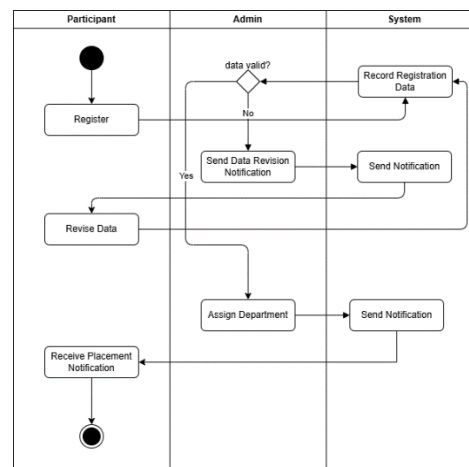 Participant
Admin
System
data valid?
Record Registration
Data
Register
No
Send Data Revision
Notification
Send Notification
Yes
Revise Data
Assign Department
Send Notification
Receive Placement
Notification